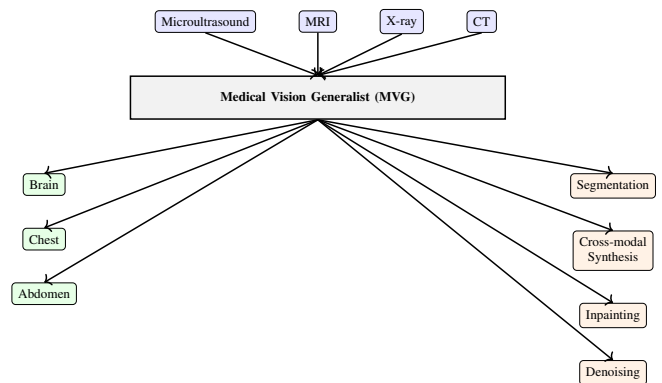 Microultrasound
MRI
X-ray
CT
Medical Vision Generalist (MVG)
Brain
Segmentation
Chest
Cross-modal
Synthesis
Abdomen
Inpainting
Denoising